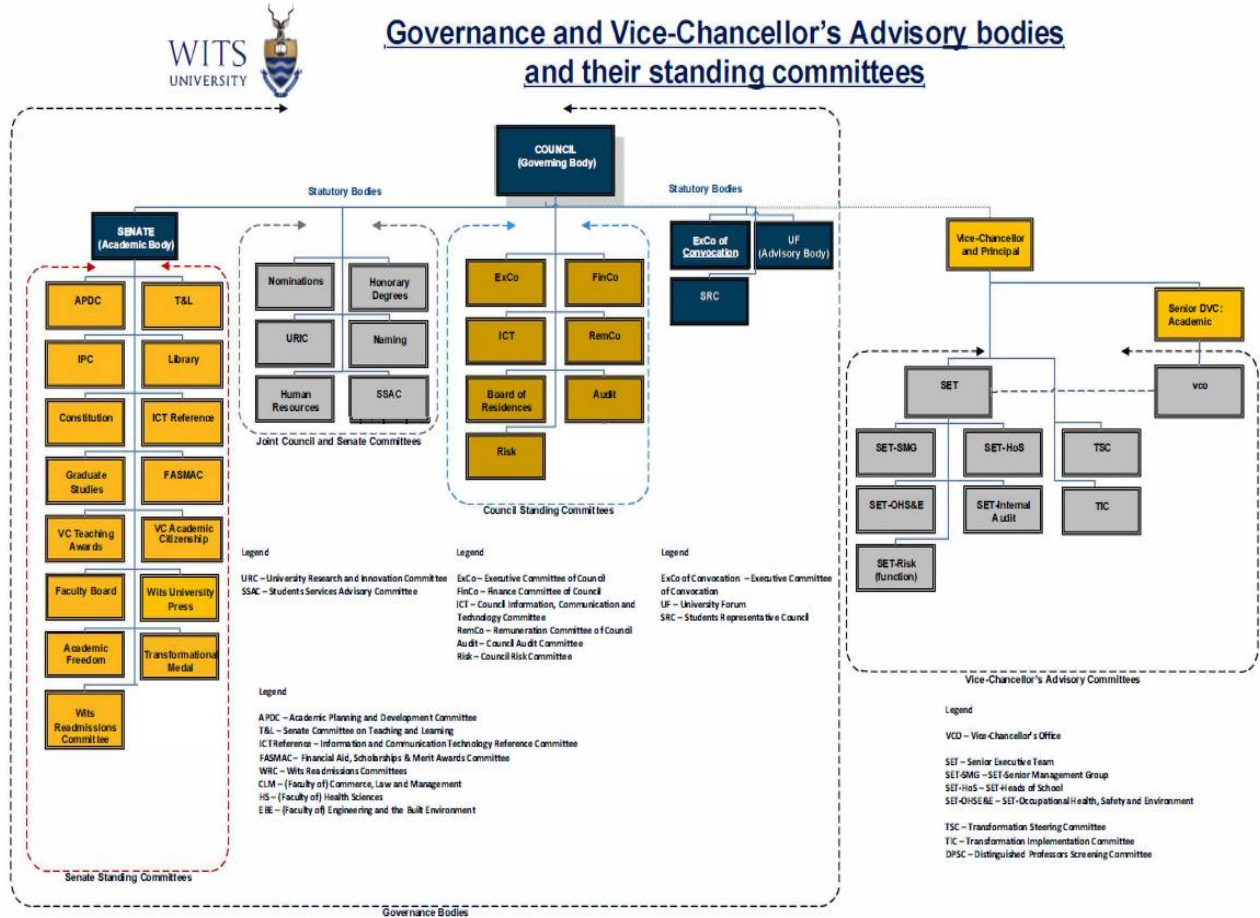 WITS
UNIVERSITY
Governance and Vice-Chancellor's Advisory bodies
and their standing committees
COUNCIL
(Governing Body)
Statutory Bodies
Statutory Bodies
SENATE
(Academic Body)
ExCo of
Convocation
UF
(Advisory Body)
SRC
Vice-Chancellor
and Principal
Senior DVC:
Academic
APDC
T&L
IPC
Library
Constitution
ICT Reference
Graduate
Studies
FASMAC
VC Teaching
Awards
VC Academic
Citizenship
Faculty Board
Wits University
Press
Academic
Freedom
Transformational
Medal
Wits
Readmissions
Committee
Senate Standing Committees
Nominations
Honorary
Degrees
URIC
Naming
Human
Resources
SSAC
Joint Council and Senate Committees
ExCo
FinCo
ICT
RemCo
Board of
Residences
Audit
Risk
Council Standing Committees
SET
vco
SET-SMG
SET-HoS
TSC
SET-OHS&E
SET-Internal
Audit
TIC
SET-Risk
(function)
Vice-Chancellor's Advisory Committees
Legend
URC – University Research and Innovation Committee
SSAC – Students Services Advisory Committee
Legend
ExCo – Executive Committee of Council
FinCo – Finance Committee of Council
ICT – Council Information, Communication and
Technology Committee
RemCo – Remuneration Committee of Council
Audit – Council Audit Committee
Risk – Council Risk Committee
Legend
ExCo of Convocation – Executive Committee
of Convocation
UF – University Forum
SRC – Students Representative Council
Legend
APDC – Academic Planning and Development Committee
T&L – Senate Committee on Teaching and Learning
ICTReference – Information and Communication Technology Reference Committee
FASMAC – Financial Aid, Scholarships & Merit Awards Committee
WRC – Wits Readmissions Committees
CLM – (Faculty of) Commerce, Law and Management
HS – (Faculty of) Health Sciences
EBE – (Faculty of) Engineering and the Built Environment
Legend
VCO – Vice-Chancellor's Office
SET – Senior Executive Team
SET-SMG – SET-Senior Management Group
SET-HoS – SET-Heads of School
SET-OHSE&E – SET-Occupational Health, Safety and Environment
TSC – Transformation Steering Committee
TIC – Transformation Implementation Committee
DPSC – Distinguished Professors Screening Committee
Governance Bodies